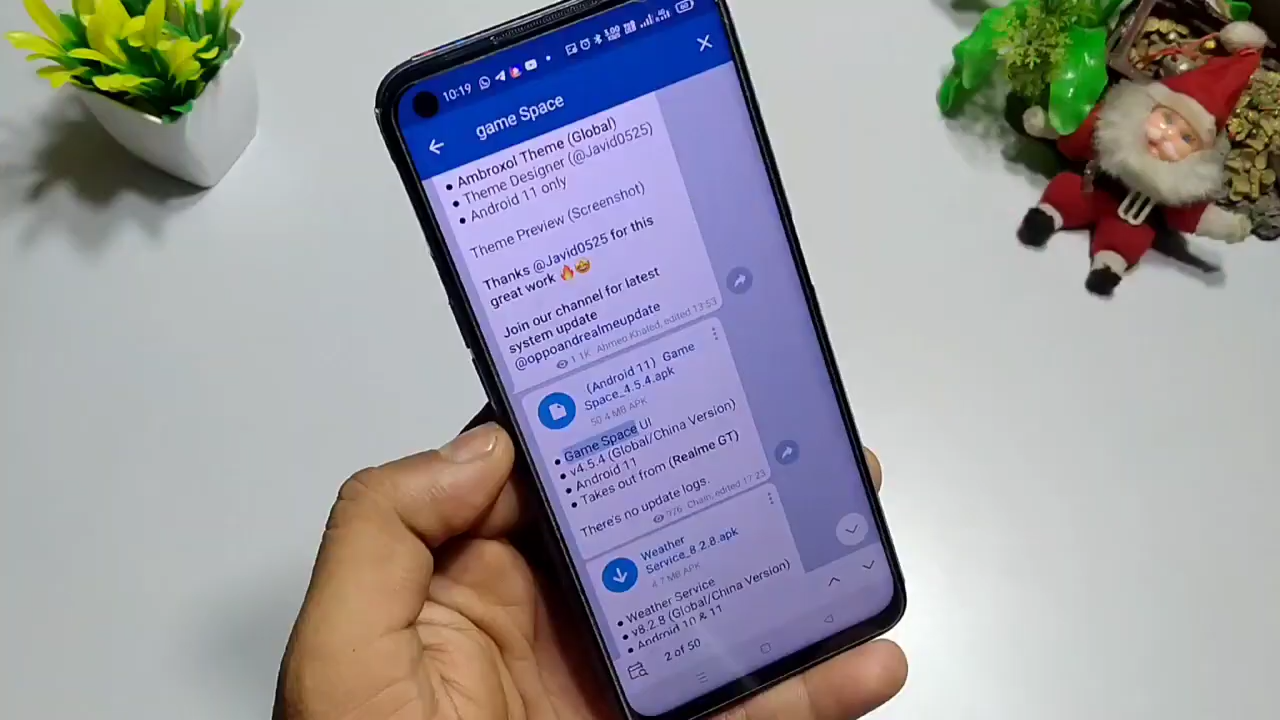 10:19
3.00
60
game Space
• Ambroxol Theme (Global)
• Theme Designer (@Javid0525)
• Android 11 only
Theme Preview (Screenshot)
Thanks @Javid0525 for this
great work 🔥🤩
Join our channel for latest
system update
@oppoandrealmeupdate
1.1K Ahmed Khaled, edited 13:53
(Android 11) Game
Space_4.5.4.apk
50.4 MB APK
• Game Space UI
• v4.5.4 (Global/China Version)
• Android 11
• Takes out from (Realme GT)
There's no update logs.
776 Chain, edited 17:23
Weather
Service_8.2.8.apk
4.7 MB APK
• Weather Service
• v8.2.8 (Global/China Version)
• Android 10 & 11
2 of 50